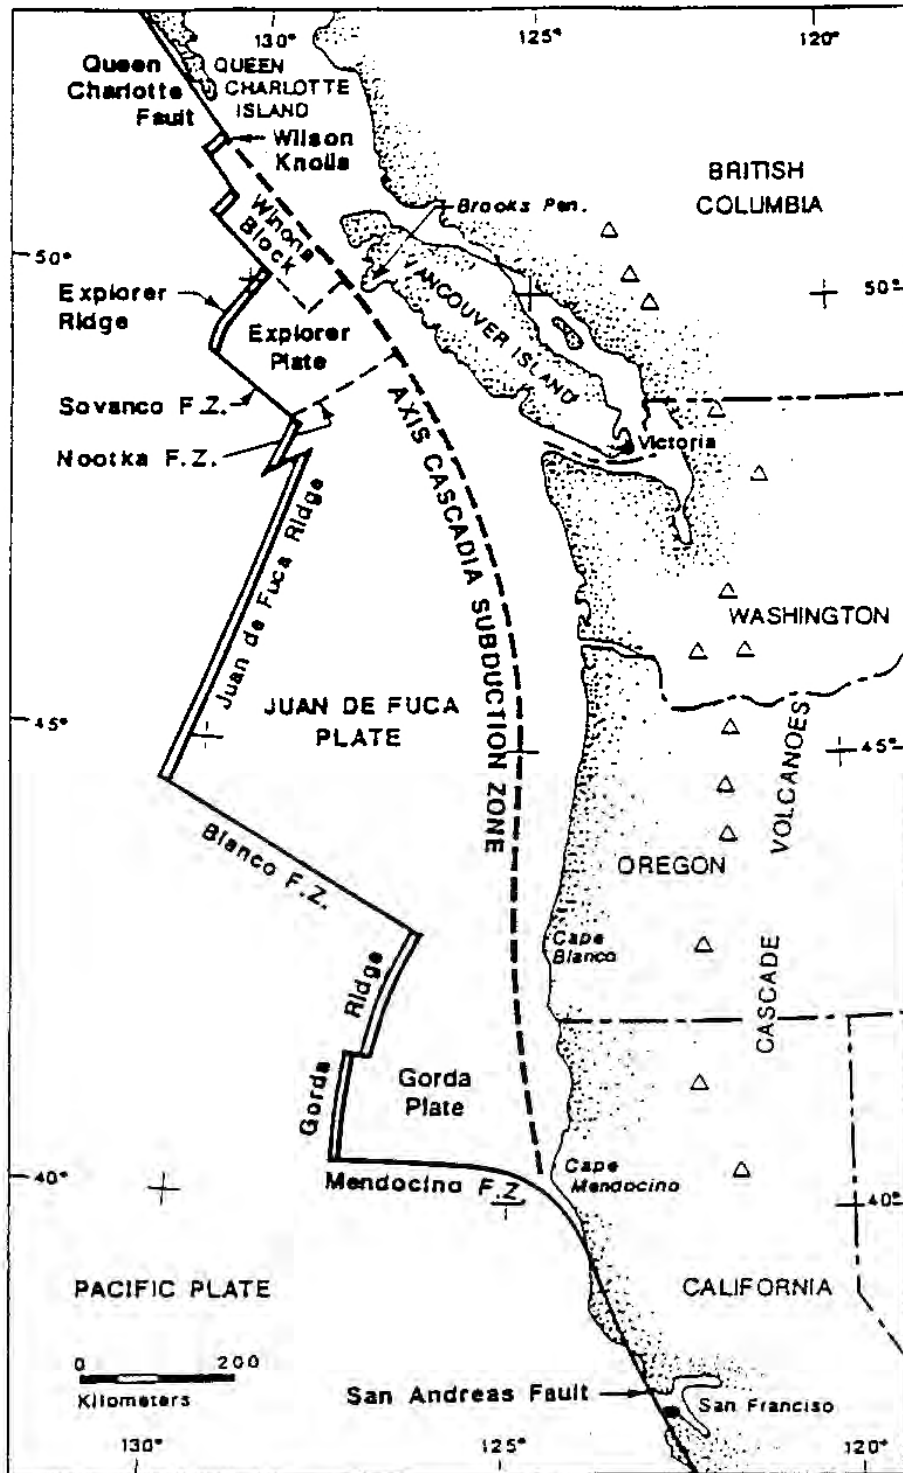 130°
125°
120°
Queen
Charlotte
Fault
QUEEN
CHARLOTTE
ISLAND
Wilson
Knolls
BRITISH
COLUMBIA
Brooks Pen.
Winona
Block
50°
50°
Explorer
Ridge
Explorer
Plate
VANCOUVER ISLAND
Sovanco F.Z.
Nootka F.Z.
Victoria
AXIS CASCADIA SUBDUCTION ZONE
Juan de Fuca Ridge
WASHINGTON
JUAN DE FUCA
PLATE
45°
45°
CASCADE VOLCANOES
Blanco F.Z.
OREGON
Cape
Blanco
Gorda Ridge
Gorda
Plate
40°
Cape
Mendocino
Mendocino F.Z.
40°
PACIFIC PLATE
CALIFORNIA
0 200
Kilometers
San Andreas Fault
San Franciso
130°
125°
120°